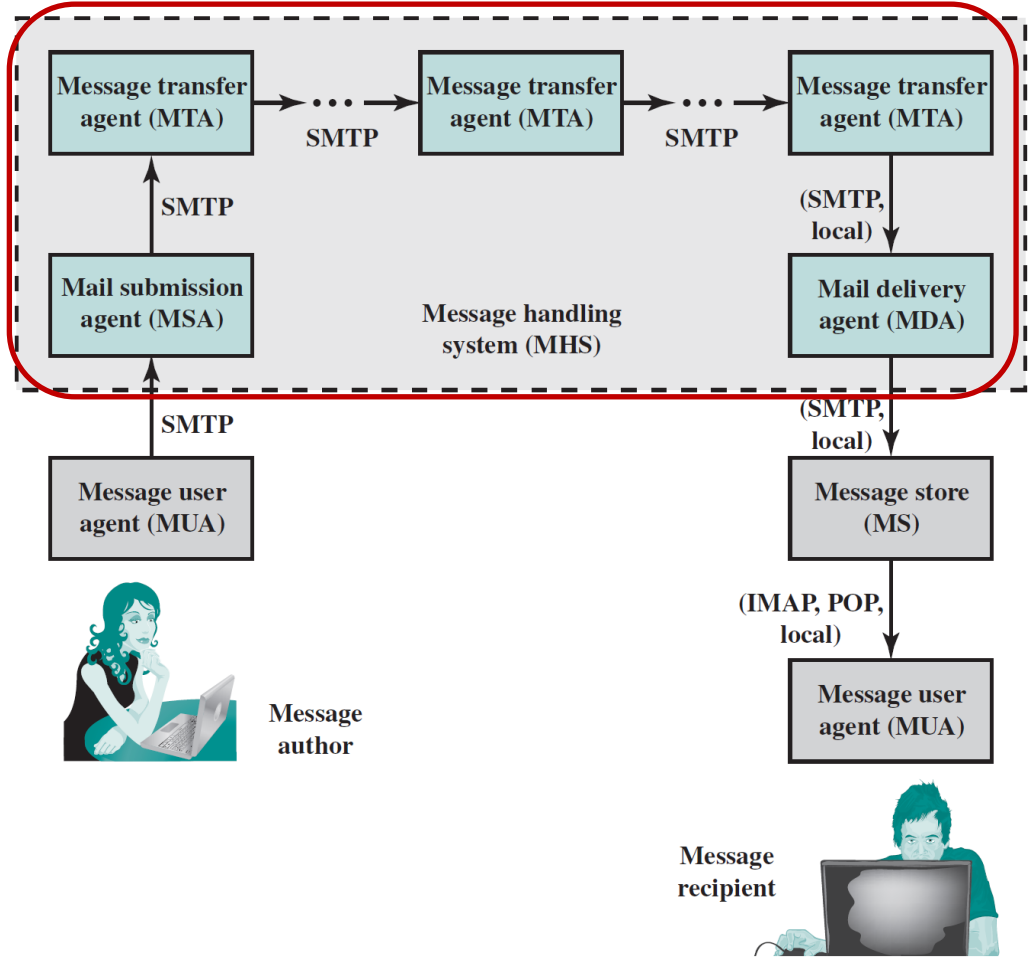 Message transfer
agent (MTA)
SMTP
Message transfer
agent (MTA)
SMTP
Message transfer
agent (MTA)
SMTP
(SMTP,
local)
Mail submission
agent (MSA)
Message handling
system (MHS)
Mail delivery
agent (MDA)
SMTP
(SMTP,
local)
Message user
agent (MUA)
Message store
(MS)
(IMAP, POP,
local)
Message
author
Message user
agent (MUA)
Message
recipient